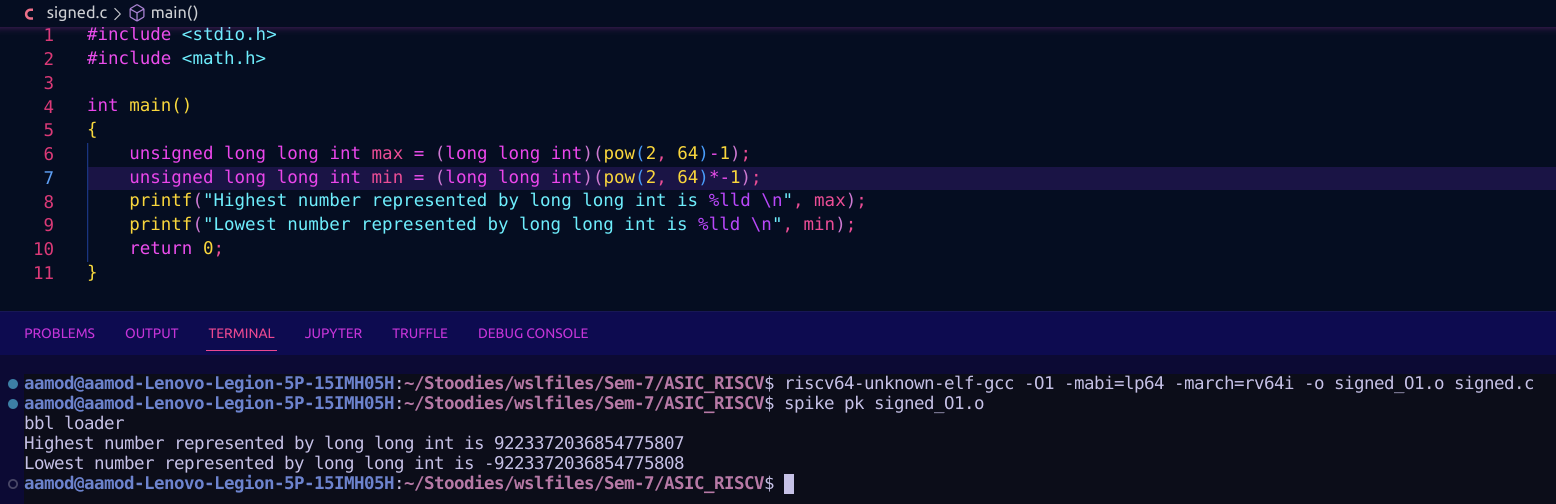 signed.c > main()
1 #include <stdio.h>
2 #include <math.h>
3
4 int main()
5 {
6 unsigned long long int max = (long long int)(pow(2, 64)-1);
7 unsigned long long int min = (long long int)(pow(2, 64)*-1);
8 printf("Highest number represented by long long int is %lld \n", max);
9 printf("Lowest number represented by long long int is %lld \n", min);
10 return 0;
11 }
PROBLEMS OUTPUT TERMINAL JUPYTER TRUFFLE DEBUG CONSOLE
aamod@aamod-Lenovo-Legion-5P-15IMH05H:~/Stoodies/wslfiles/Sem-7/ASIC_RISCV$ riscv64-unknown-elf-gcc -O1 -mabi=lp64 -march=rv64i -o signed_O1.o signed.c
aamod@aamod-Lenovo-Legion-5P-15IMH05H:~/Stoodies/wslfiles/Sem-7/ASIC_RISCV$ spike pk signed_O1.o
bbl loader
Highest number represented by long long int is 9223372036854775807
Lowest number represented by long long int is -9223372036854775808
aamod@aamod-Lenovo-Legion-5P-15IMH05H:~/Stoodies/wslfiles/Sem-7/ASIC_RISCV$